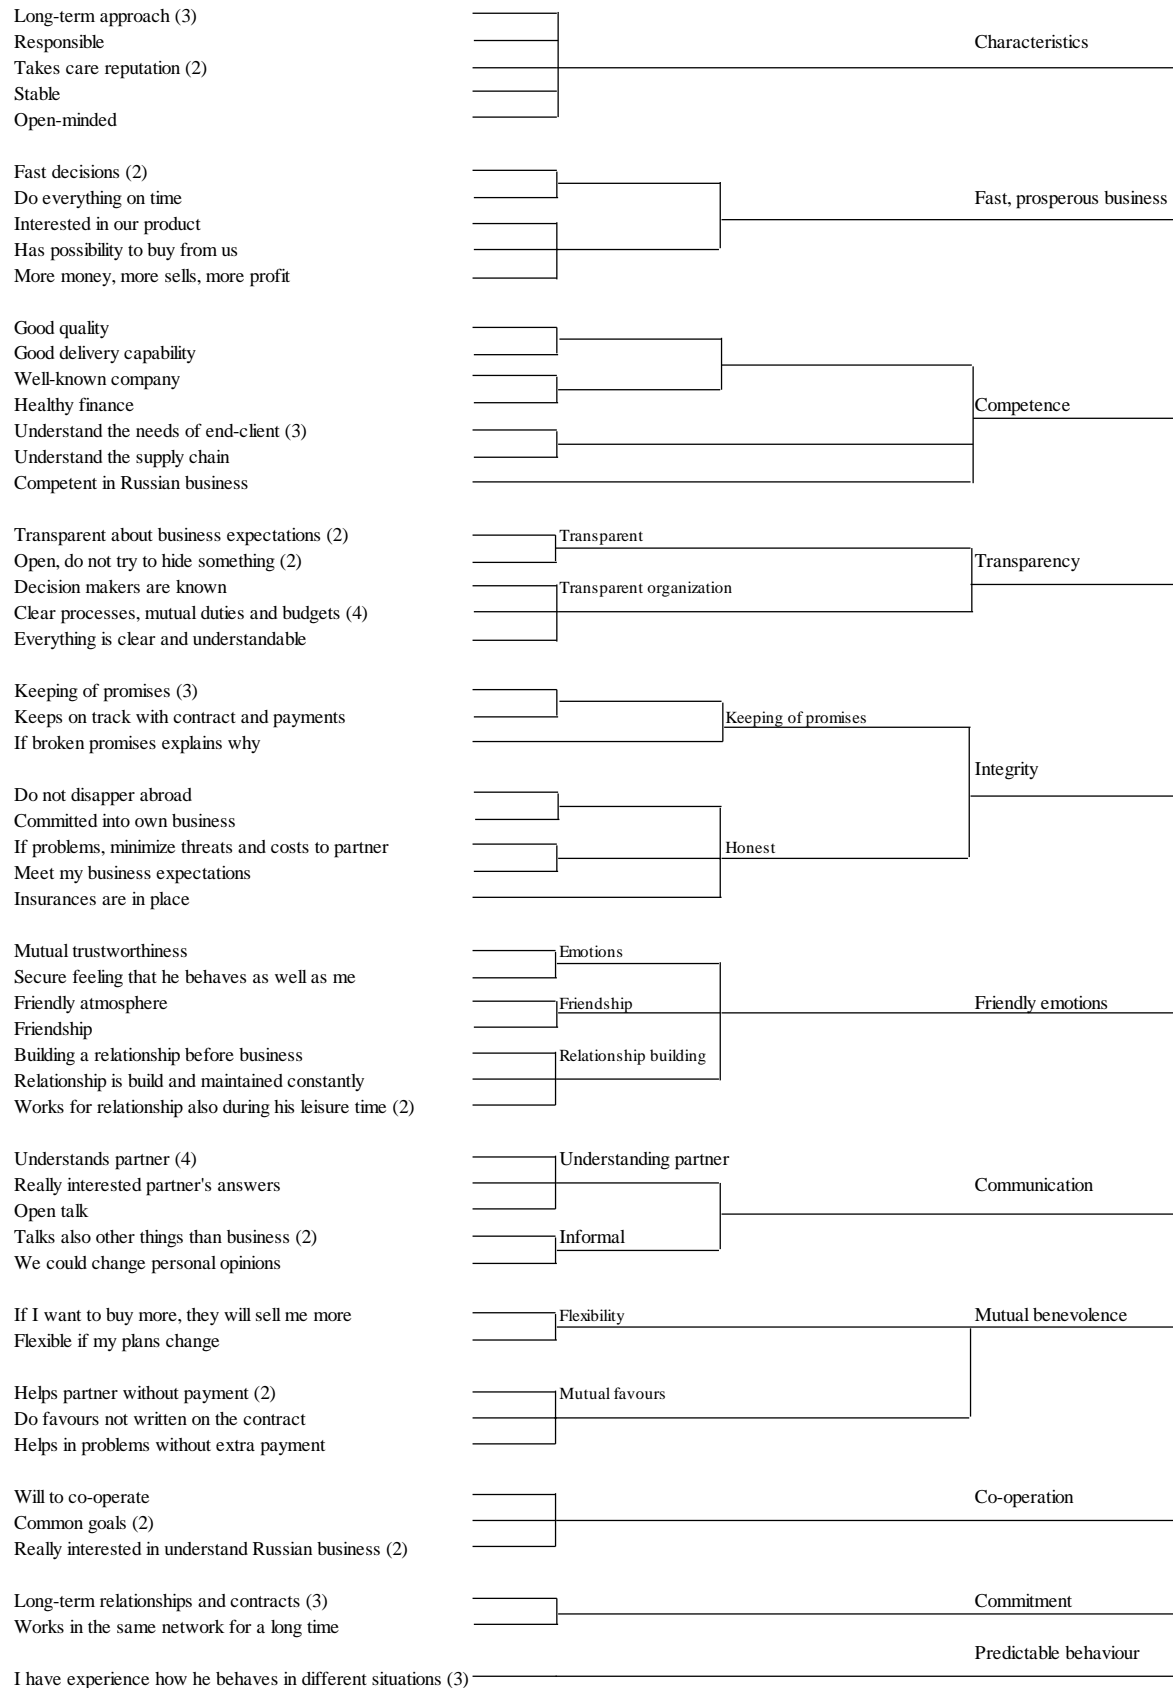 Long-term approach (3)
Responsible
Characteristics
Takes care reputation (2)
Stable
Open-minded
Fast decisions (2)
Do everything on time
Fast, prosperous business
Interested in our product
Has possibility to buy from us
More money, more sells, more profit
Good quality
Good delivery capability
Well-known company
Healthy finance
Competence
Understand the needs of end-client (3)
Understand the supply chain
Competent in Russian business
Transparent about business expectations (2)
Transparent
Open, do not try to hide something (2)
Transparency
Decision makers are known
Transparent organization
Clear processes, mutual duties and budgets (4)
Everything is clear and understandable
Keeping of promises (3)
Keeps on track with contract and payments
Keeping of promises
If broken promises explains why
Integrity
Do not disapper abroad
Committed into own business
If problems, minimize threats and costs to partner
Honest
Meet my business expectations
Insurances are in place
Mutual trustworthiness
Emotions
Secure feeling that he behaves as well as me
Friendly atmosphere
Friendship
Friendly emotions
Friendship
Building a relationship before business
Relationship building
Relationship is build and maintained constantly
Works for relationship also during his leisure time (2)
Understands partner (4)
Understanding partner
Really interested partner's answers
Communication
Open talk
Talks also other things than business (2)
Informal
We could change personal opinions
If I want to buy more, they will sell me more
Flexibility
Mutual benevolence
Flexible if my plans change
Helps partner without payment (2)
Mutual favours
Do favours not written on the contract
Helps in problems without extra payment
Will to co-operate
Co-operation
Common goals (2)
Really interested in understand Russian business (2)
Long-term relationships and contracts (3)
Commitment
Works in the same network for a long time
Predictable behaviour
I have experience how he behaves in different situations (3)